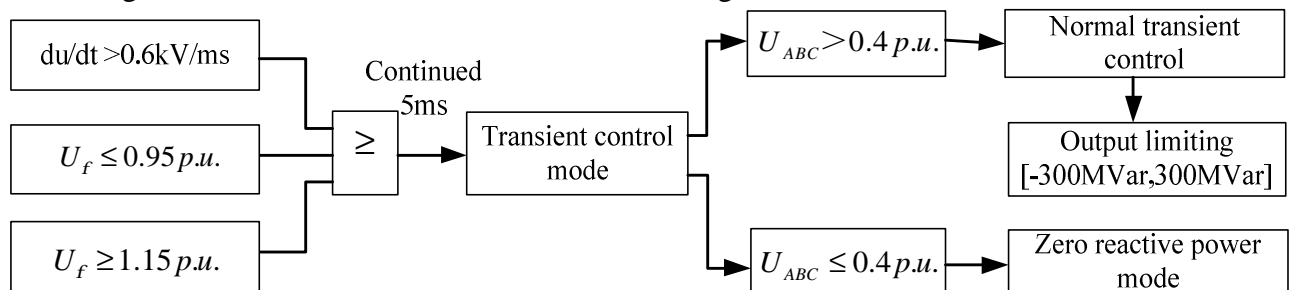 du/dt >0.6kV/ms
U_f ≤ 0.95 p.u.
U_f ≥ 1.15 p.u.
≥
Continued
5ms
Transient control
mode
U_ABC > 0.4 p.u.
Normal transient
control
Output limiting
[-300MVar,300MVar]
U_ABC ≤ 0.4 p.u.
Zero reactive power
mode